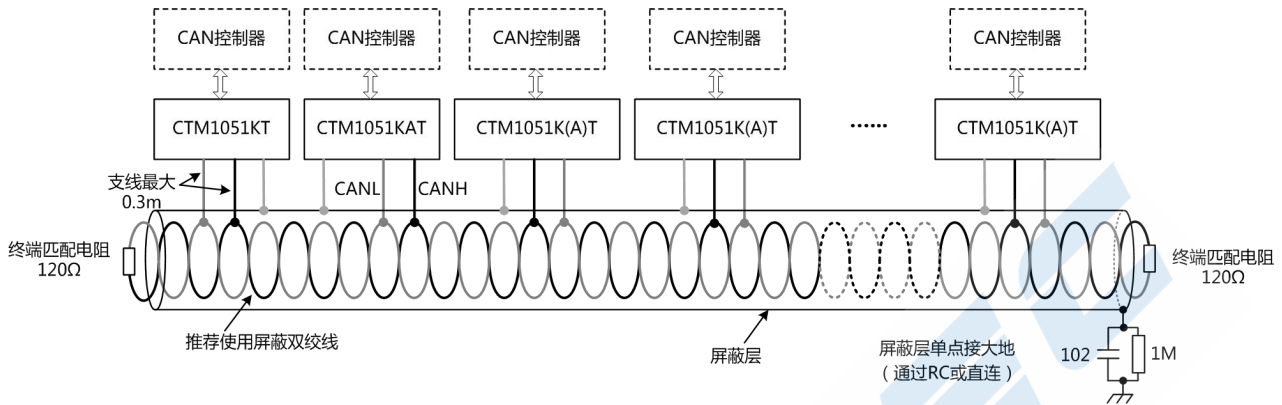 CAN控制器
CAN控制器
CAN控制器
CAN控制器
CAN控制器
CTM1051KT
CTM1051KAT
CTM1051K(A)T
CTM1051K(A)T
......
CTM1051K(A)T
支线最大
0.3m
CANL
CANH
终端匹配电阻
120Ω
终端匹配电阻
120Ω
推荐使用屏蔽双绞线
屏蔽层
屏蔽层单点接大地
（通过RC或直连）
102
1M